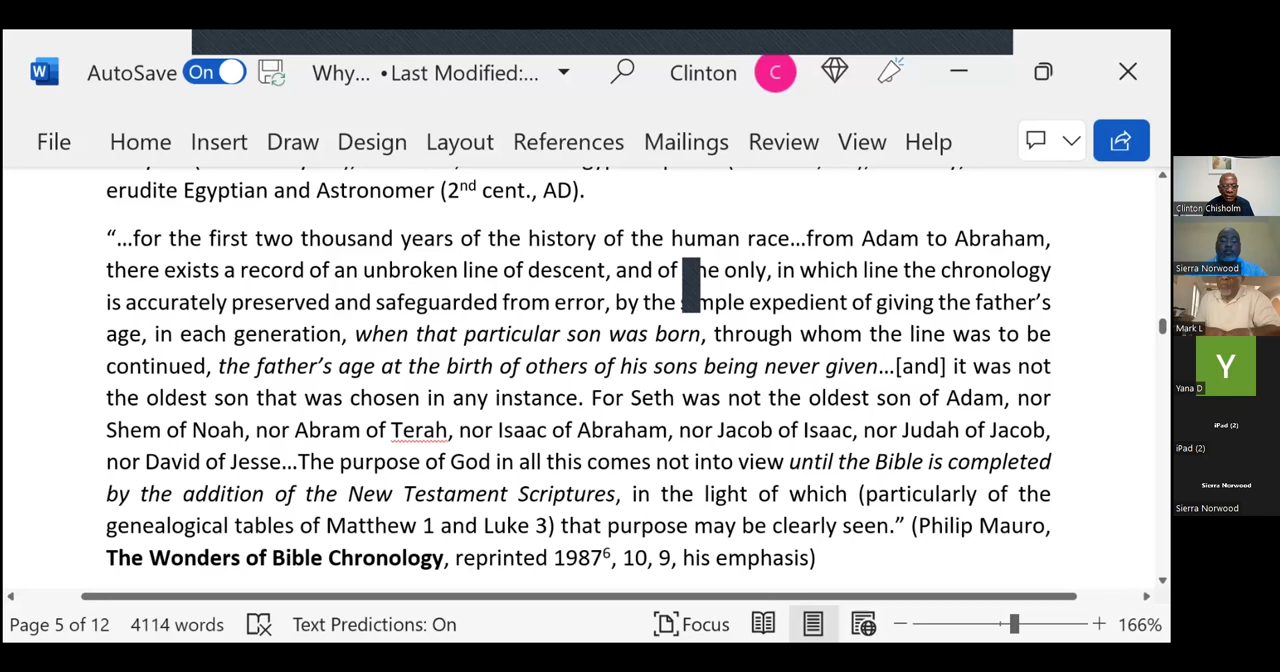 W AutoSave On Why... • Last Modified:... Clinton C
File Home Insert Draw Design Layout References Mailings Review View Help
erudite Egyptian and Astronomer (2nd cent., AD).
“...for the first two thousand years of the history of the human race...from Adam to Abraham,
there exists a record of an unbroken line of descent, and of only, in which line the chronology
is accurately preserved and safeguarded from error, by the expedient of giving the father’s
age, in each generation, when that particular son was born, through whom the line was to be
continued, the father’s age at the birth of others of his sons being never given...[and] it was not
the oldest son that was chosen in any instance. For Seth was not the oldest son of Adam, nor
Shem of Noah, nor Abram of Terah, nor Isaac of Abraham, nor Jacob of Isaac, nor Judah of Jacob,
nor David of Jesse...The purpose of God in all this comes not into view until the Bible is completed
by the addition of the New Testament Scriptures, in the light of which (particularly of the
genealogical tables of Matthew 1 and Luke 3) that purpose may be clearly seen.” (Philip Mauro,
The Wonders of Bible Chronology, reprinted 1987⁶, 10, 9, his emphasis)
Page 5 of 12 4114 words Text Predictions: On Focus 166%
Clinton Chisholm
Sierra Norwood
Mark L
Y
Yana D
iPad (2)
iPad (2)
Sierra Norwood
Sierra Norwood